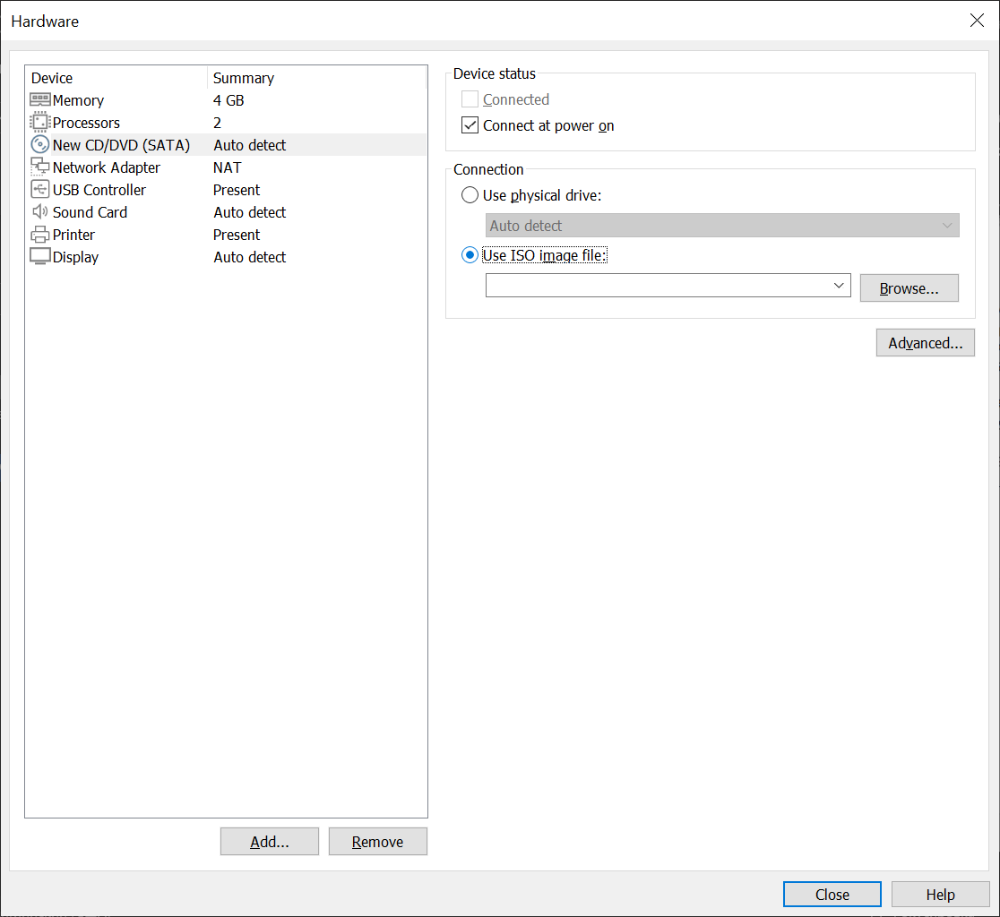 Hardware
Device Summary
Memory 4 GB
Processors 2
New CD/DVD (SATA) Auto detect
Network Adapter NAT
USB Controller Present
Sound Card Auto detect
Printer Present
Display Auto detect
Add...
Remove
Device status
Connected
Connect at power on
Connection
Use physical drive:
Auto detect
Use ISO image file:
Browse...
Advanced...
Close
Help